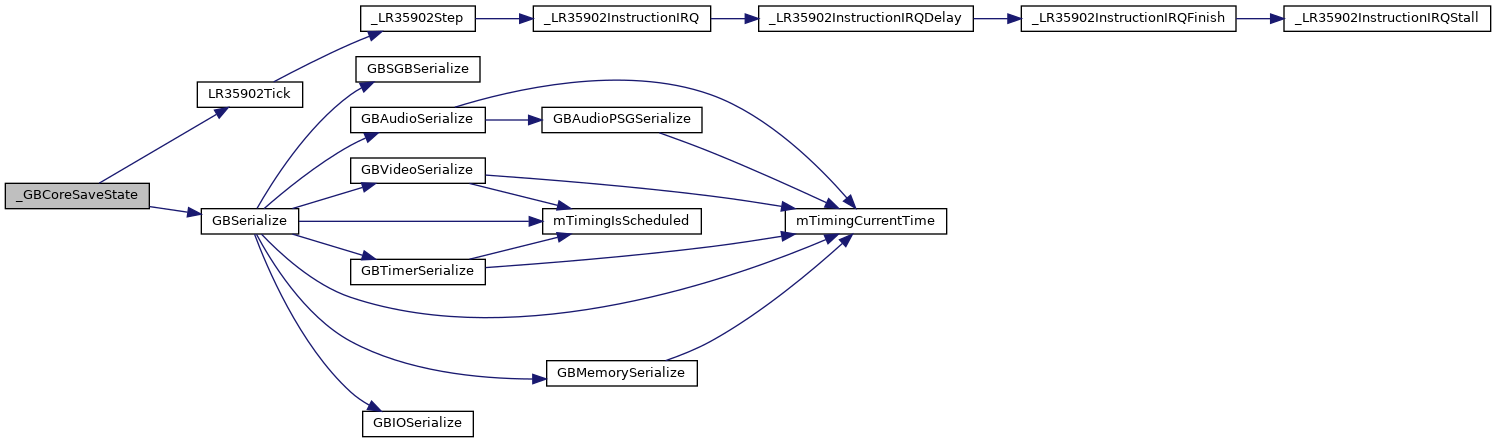 _LR35902Step
_LR35902InstructionIRQ
_LR35902InstructionIRQDelay
_LR35902InstructionIRQFinish
_LR35902InstructionIRQStall
GBSGBSerialize
LR35902Tick
GBAudioSerialize
GBAudioPSGSerialize
GBVideoSerialize
_GBCoreSaveState
GBSerialize
mTimingIsScheduled
mTimingCurrentTime
GBTimerSerialize
GBMemorySerialize
GBIOSerialize